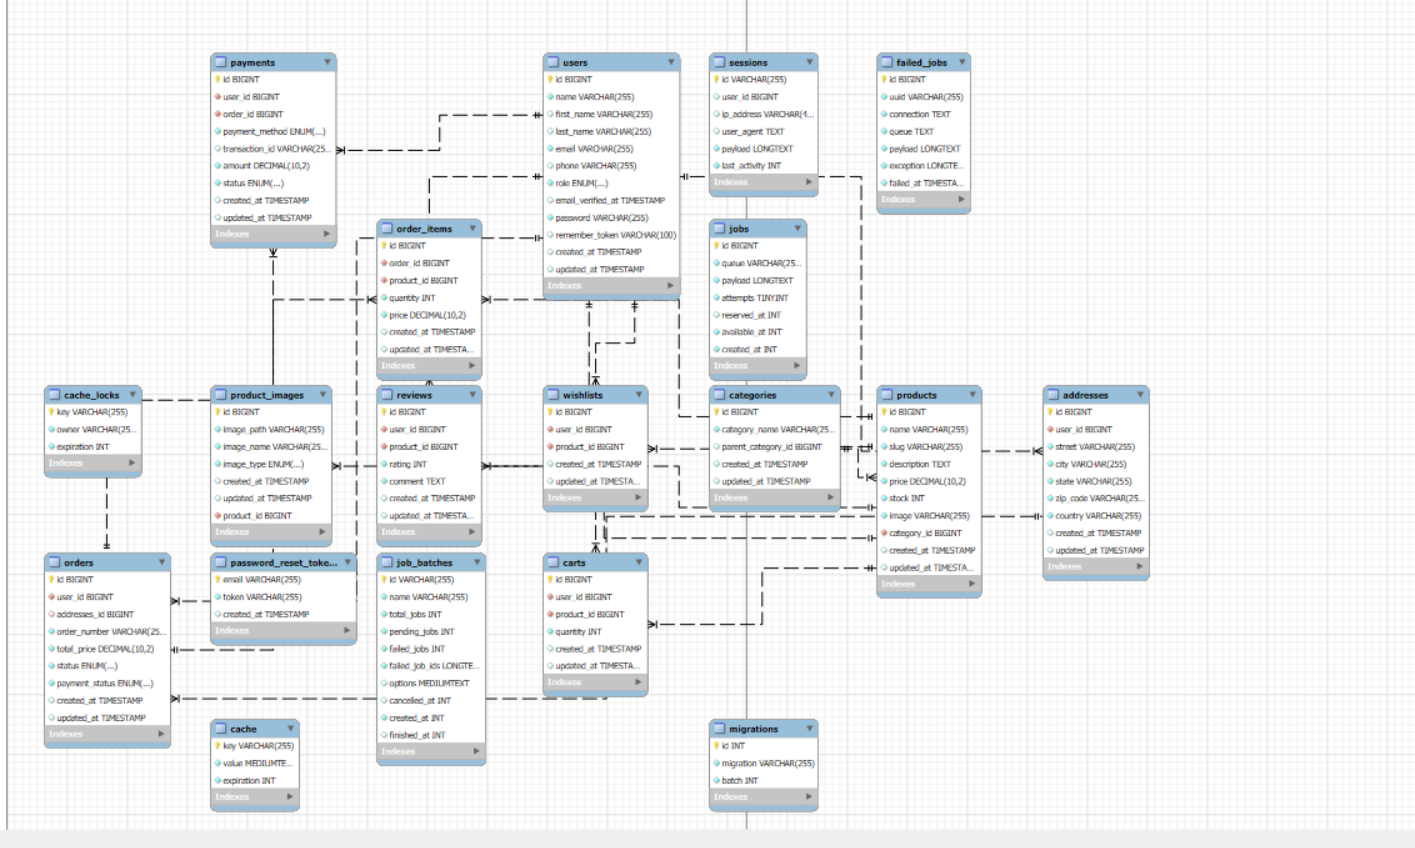 payments
id BIGINT
user_id BIGINT
order_id BIGINT
payment_method ENUM(...)
transaction_id VARCHAR(25...
amount DECIMAL(10,2)
status ENUM(...)
created_at TIMESTAMP
updated_at TIMESTAMP
Indexes
users
id BIGINT
name VARCHAR(255)
first_name VARCHAR(255)
last_name VARCHAR(255)
email VARCHAR(255)
phone VARCHAR(255)
role ENUM(...)
email_verified_at TIMESTAMP
password VARCHAR(255)
remember_token VARCHAR(100)
created_at TIMESTAMP
updated_at TIMESTAMP
Indexes
sessions
id VARCHAR(255)
user_id BIGINT
ip_address VARCHAR(4...
user_agent TEXT
payload LONGTEXT
last_activity INT
Indexes
failed_jobs
id BIGINT
uuid VARCHAR(255)
connection TEXT
queue TEXT
payload LONGTEXT
exception LONGTE...
failed_at TIMESTA...
Indexes
order_items
id BIGINT
order_id BIGINT
product_id BIGINT
quantity INT
price DECIMAL(10,2)
created_at TIMESTAMP
updated_at TIMESTA...
Indexes
jobs
id BIGINT
queue VARCHAR(25...
payload LONGTEXT
attempts TINYINT
reserved_at INT
available_at INT
created_at INT
Indexes
cache_locks
key VARCHAR(255)
owner VARCHAR(25...
expiration INT
Indexes
product_images
id BIGINT
image_path VARCHAR(255)
image_name VARCHAR(25...
image_type ENUM(...)
created_at TIMESTAMP
updated_at TIMESTAMP
product_id BIGINT
Indexes
reviews
id BIGINT
user_id BIGINT
product_id BIGINT
rating INT
comment TEXT
created_at TIMESTAMP
updated_at TIMESTA...
Indexes
wishlists
id BIGINT
user_id BIGINT
product_id BIGINT
created_at TIMESTAMP
updated_at TIMESTA...
Indexes
categories
id BIGINT
category_name VARCHAR(25...
parent_category_id BIGINT
created_at TIMESTAMP
updated_at TIMESTAMP
Indexes
products
id BIGINT
name VARCHAR(255)
slug VARCHAR(255)
description TEXT
price DECIMAL(10,2)
stock INT
image VARCHAR(255)
category_id BIGINT
created_at TIMESTAMP
updated_at TIMESTA...
Indexes
addresses
id BIGINT
user_id BIGINT
street VARCHAR(255)
city VARCHAR(255)
state VARCHAR(255)
zip_code VARCHAR(25...
country VARCHAR(255)
created_at TIMESTAMP
updated_at TIMESTAMP
Indexes
orders
id BIGINT
user_id BIGINT
addresses_id BIGINT
order_number VARCHAR(25...
total_price DECIMAL(10,2)
status ENUM(...)
payment_status ENUM(...)
created_at TIMESTAMP
updated_at TIMESTAMP
Indexes
password_reset_toke...
email VARCHAR(255)
token VARCHAR(255)
created_at TIMESTAMP
Indexes
job_batches
id VARCHAR(255)
name VARCHAR(255)
total_jobs INT
pending_jobs INT
failed_jobs INT
failed_job_ids LONGTE...
options MEDIUMTEXT
cancelled_at INT
created_at INT
finished_at INT
Indexes
carts
id BIGINT
user_id BIGINT
product_id BIGINT
quantity INT
created_at TIMESTAMP
updated_at TIMESTA...
Indexes
cache
key VARCHAR(255)
value MEDIUMTE...
expiration INT
Indexes
migrations
id INT
migration VARCHAR(255)
batch INT
Indexes